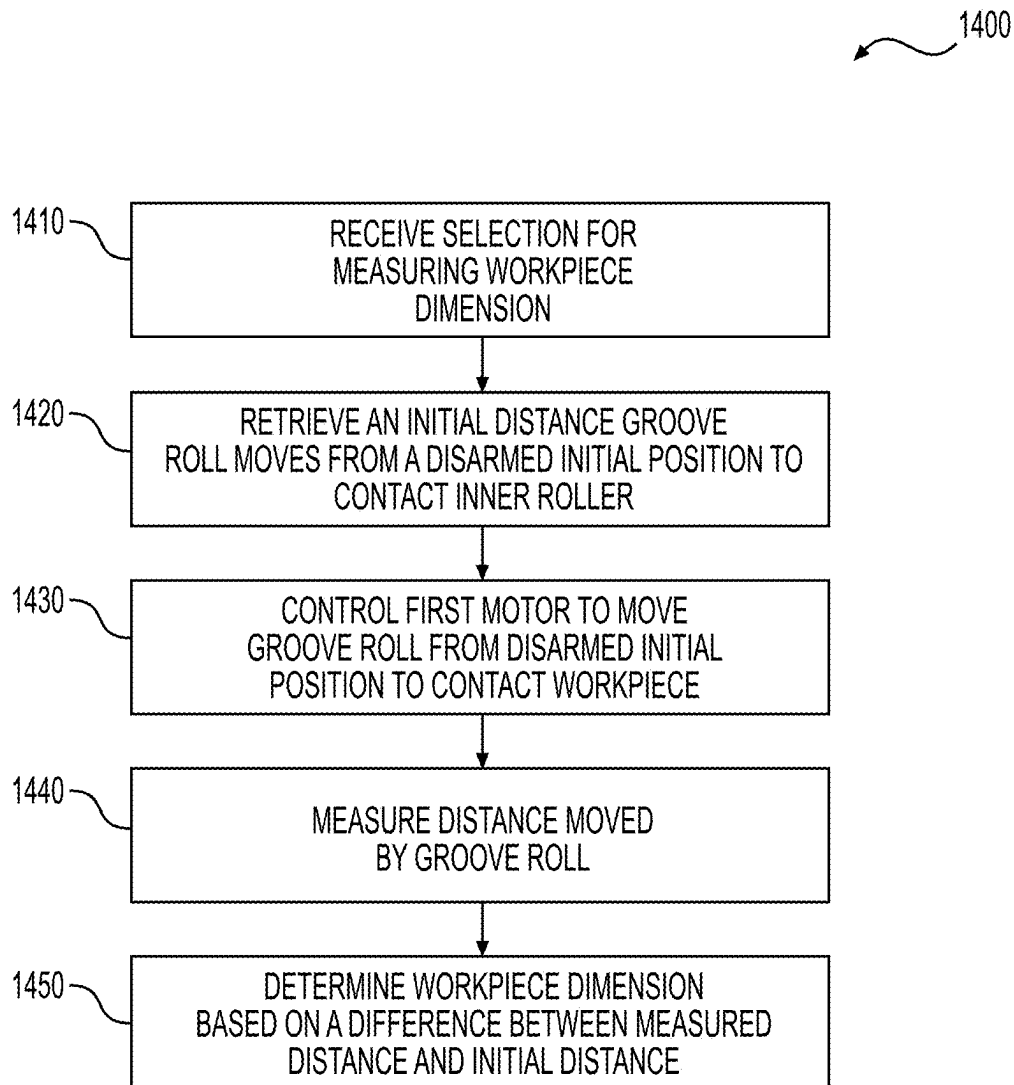 1400
1410
RECEIVE SELECTION FOR
MEASURING WORKPIECE
DIMENSION
1420
RETRIEVE AN INITIAL DISTANCE GROOVE
ROLL MOVES FROM A DISARMED INITIAL POSITION TO
CONTACT INNER ROLLER
1430
CONTROL FIRST MOTOR TO MOVE
GROOVE ROLL FROM DISARMED INITIAL
POSITION TO CONTACT WORKPIECE
1440
MEASURE DISTANCE MOVED
BY GROOVE ROLL
1450
DETERMINE WORKPIECE DIMENSION
BASED ON A DIFFERENCE BETWEEN MEASURED
DISTANCE AND INITIAL DISTANCE